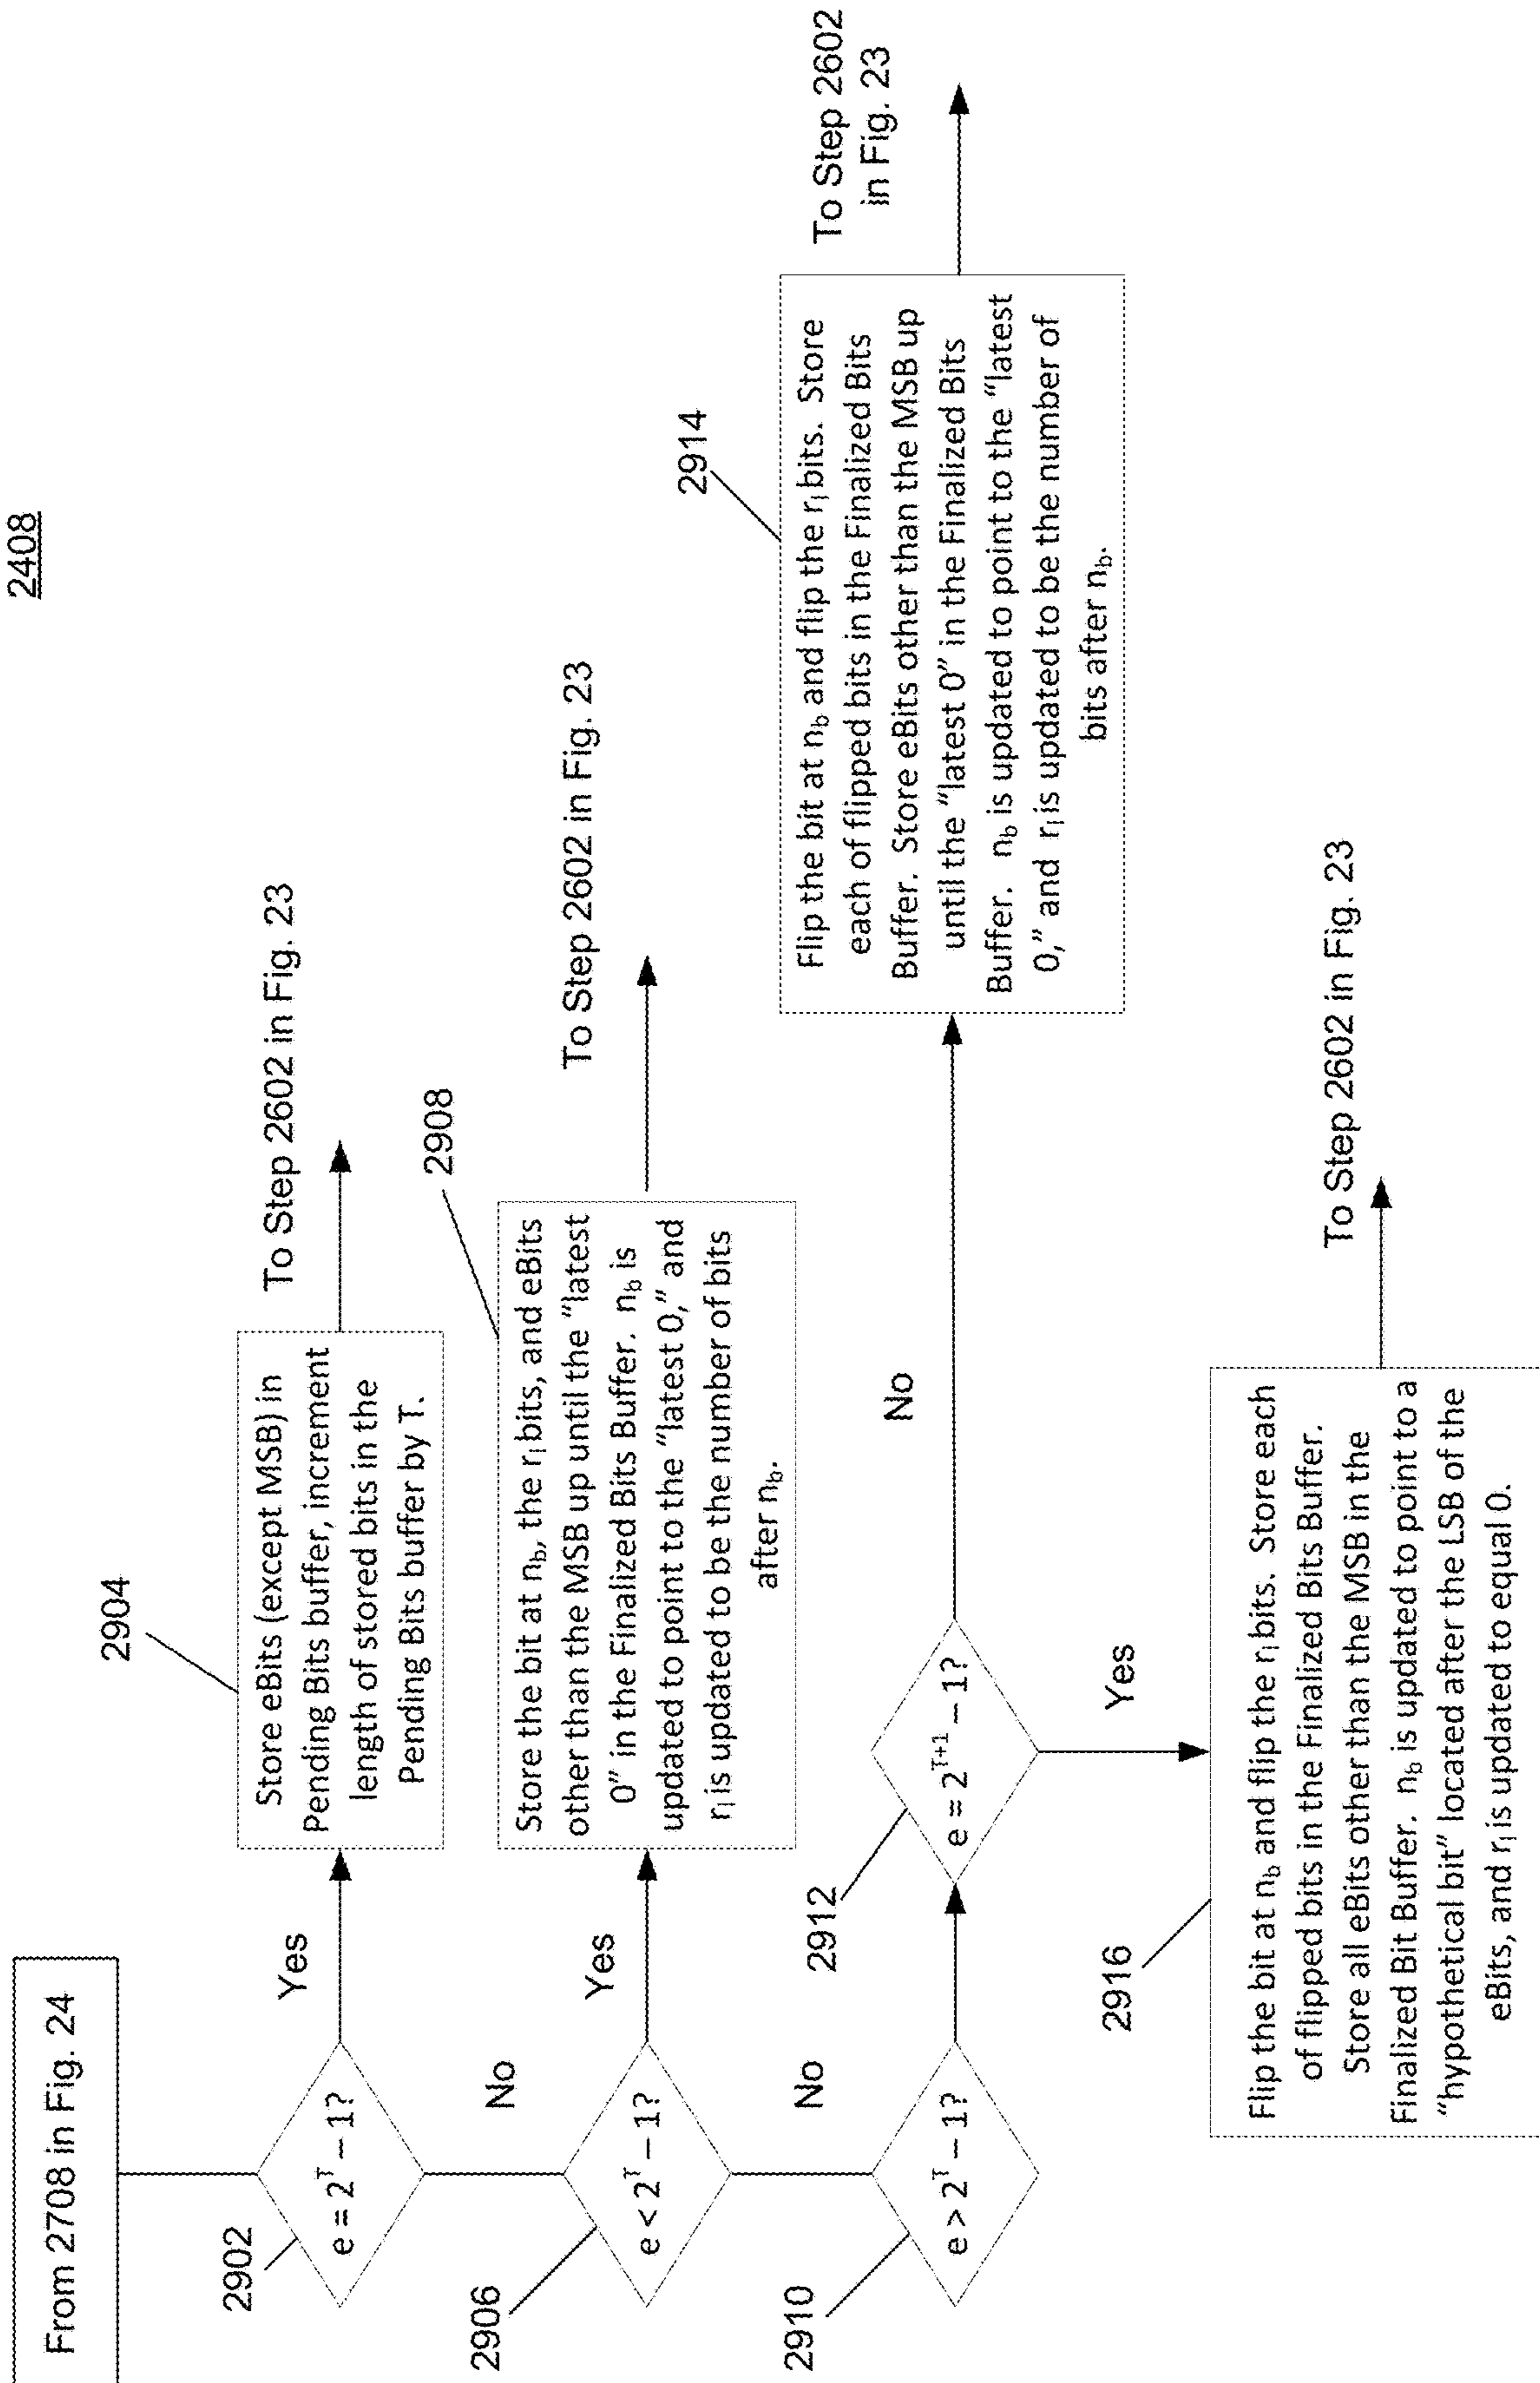 2408
From 2708 in Fig. 24
2902
e = 2ᵀ – 1?
Yes
2904
Store eBits (except MSB) in
Pending Bits buffer, increment
length of stored bits in the
Pending Bits buffer by T.
To Step 2602 in Fig. 23
No
2906
e < 2ᵀ – 1?
Yes
2908
Store the bit at n_b, the r_l bits, and eBits
other than the MSB up until the “latest
0” in the Finalized Bits Buffer. n_b is
updated to point to the “latest 0,” and
r_l is updated to be the number of bits
after n_b.
To Step 2602 in Fig. 23
No
2910
e > 2ᵀ – 1?
2912
e = 2ᵀ⁺¹ – 1?
No
2914
Flip the bit at n_b and flip the r_l bits. Store
each of flipped bits in the Finalized Bits
Buffer. Store eBits other than the MSB up
until the “latest 0” in the Finalized Bits
Buffer. n_b is updated to point to the “latest
0,” and r_l is updated to be the number of
bits after n_b.
To Step 2602
in Fig. 23
Yes
2916
Flip the bit at n_b and flip the r_l bits. Store each
of flipped bits in the Finalized Bits Buffer.
Store all eBits other than the MSB in the
Finalized Bit Buffer. n_b is updated to point to a
“hypothetical bit” located after the LSB of the
eBits, and r_l is updated to equal 0.
To Step 2602 in Fig. 23